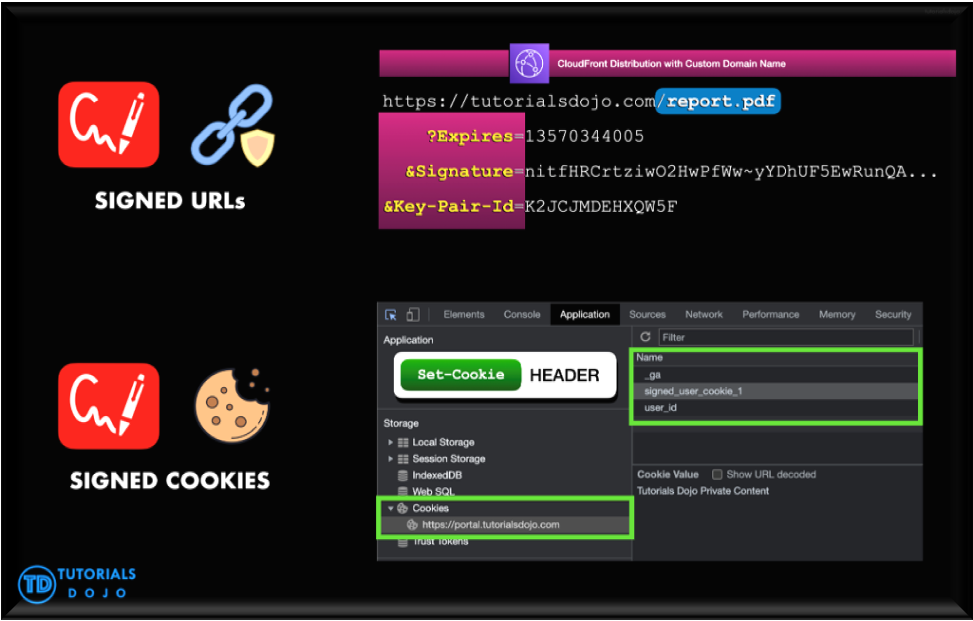 CloudFront Distribution with Custom Domain Name
https://tutorialsdojo.com/report.pdf
?Expires=13570344005
&Signature=nitfHRCrtziwO2HwPfWw~yYDhUF5EwRunQA...
&Key-Pair-Id=K2JCJMDEHXQW5F
SIGNED URLs
Elements Console Application Sources Network Performance Memory Security
Application
Set-Cookie HEADER
Storage
Local Storage
Session Storage
IndexedDB
Web SQL
Cookies
https://portal.tutorialsdojo.com
Trust Tokens
Filter
Name
_ga
signed_user_cookie_1
user_id
Cookie Value Show URL decoded
Tutorials Dojo Private Content
SIGNED COOKIES
TD TUTORIALS
DOJO